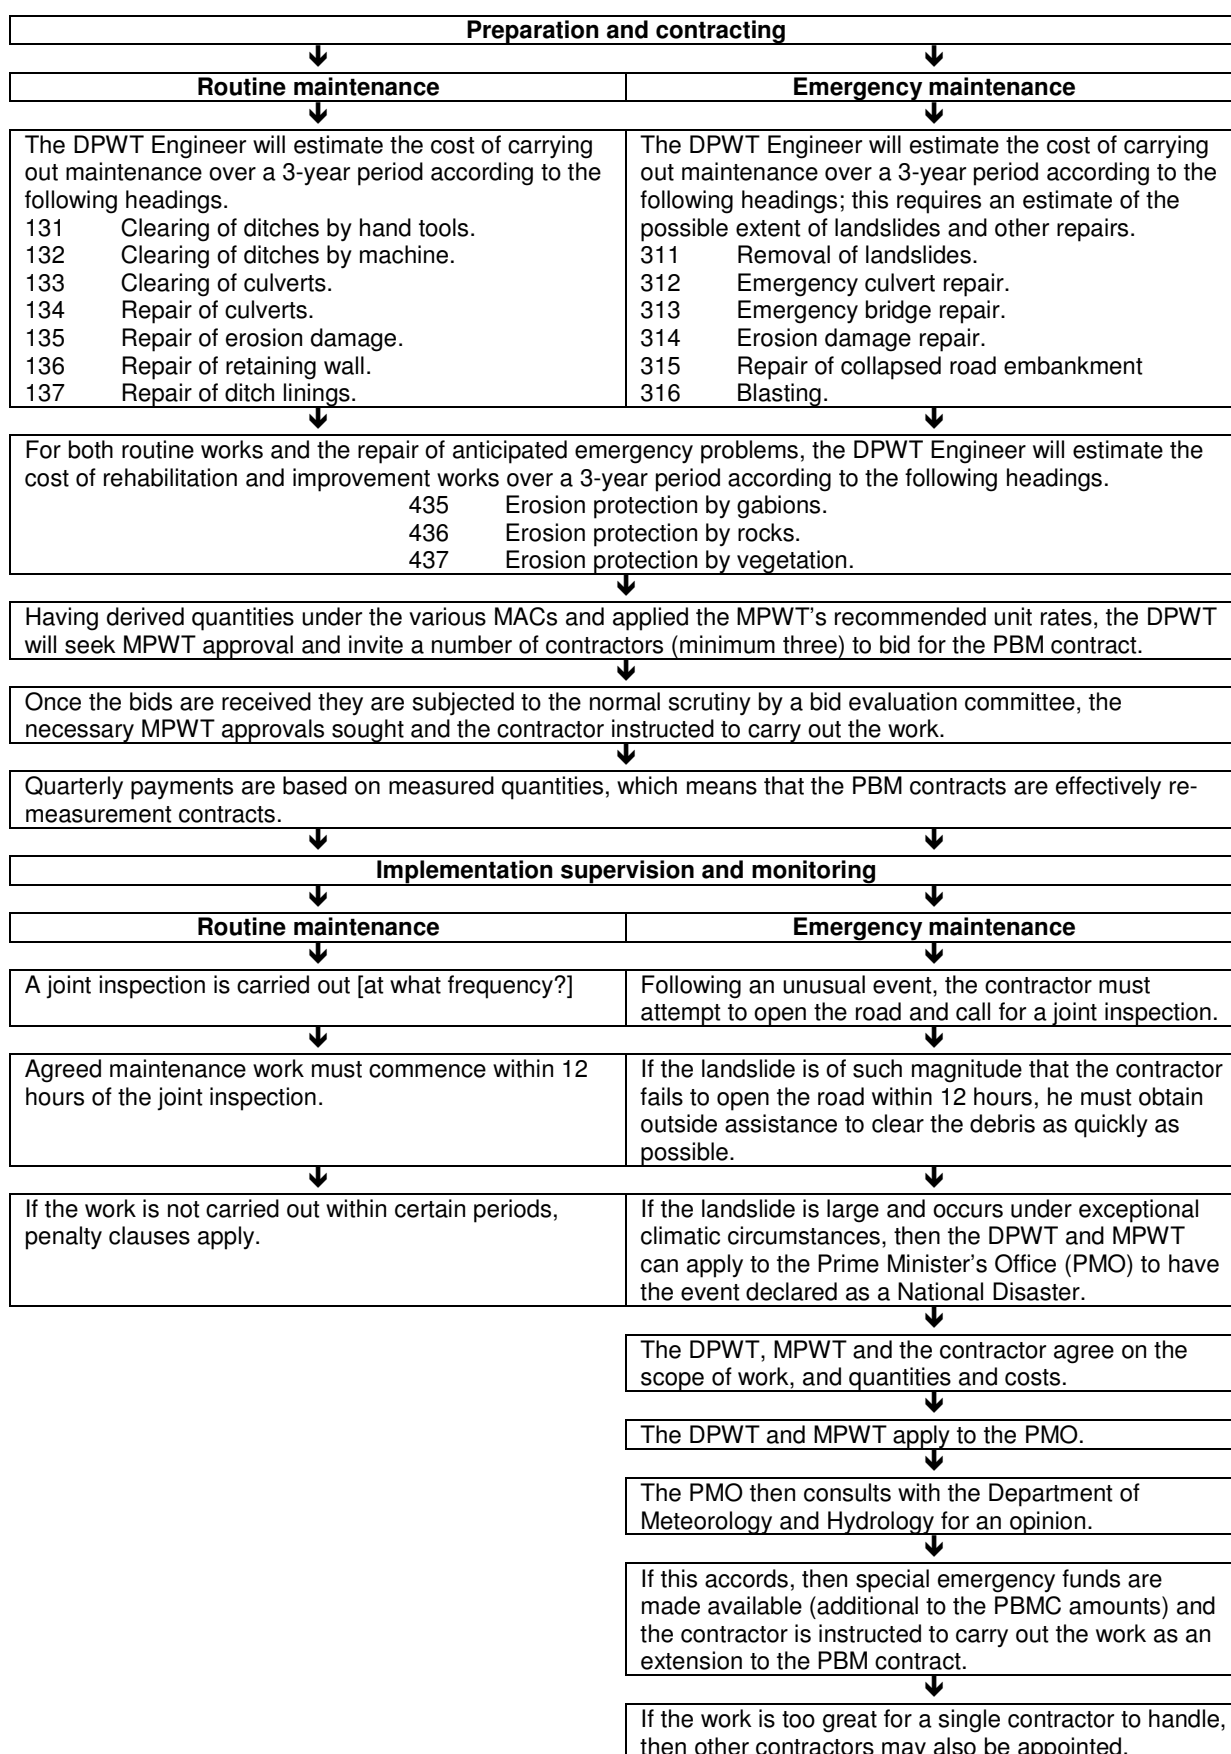 Preparation and contracting
Routine maintenance
Emergency maintenance
The DPWT Engineer will estimate the cost of carrying
out maintenance over a 3-year period according to the
following headings.
131 Clearing of ditches by hand tools.
132 Clearing of ditches by machine.
133 Clearing of culverts.
134 Repair of culverts.
135 Repair of erosion damage.
136 Repair of retaining wall.
137 Repair of ditch linings.
The DPWT Engineer will estimate the cost of carrying
out maintenance over a 3-year period according to the
following headings; this requires an estimate of the
possible extent of landslides and other repairs.
311 Removal of landslides.
312 Emergency culvert repair.
313 Emergency bridge repair.
314 Erosion damage repair.
315 Repair of collapsed road embankment
316 Blasting.
For both routine works and the repair of anticipated emergency problems, the DPWT Engineer will estimate the
cost of rehabilitation and improvement works over a 3-year period according to the following headings.
435 Erosion protection by gabions.
436 Erosion protection by rocks.
437 Erosion protection by vegetation.
Having derived quantities under the various MACs and applied the MPWT's recommended unit rates, the DPWT
will seek MPWT approval and invite a number of contractors (minimum three) to bid for the PBM contract.
Once the bids are received they are subjected to the normal scrutiny by a bid evaluation committee, the
necessary MPWT approvals sought and the contractor instructed to carry out the work.
Quarterly payments are based on measured quantities, which means that the PBM contracts are effectively re-
measurement contracts.
Implementation supervision and monitoring
Routine maintenance
Emergency maintenance
A joint inspection is carried out [at what frequency?]
Following an unusual event, the contractor must
attempt to open the road and call for a joint inspection.
Agreed maintenance work must commence within 12
hours of the joint inspection.
If the landslide is of such magnitude that the contractor
fails to open the road within 12 hours, he must obtain
outside assistance to clear the debris as quickly as
possible.
If the work is not carried out within certain periods,
penalty clauses apply.
If the landslide is large and occurs under exceptional
climatic circumstances, then the DPWT and MPWT
can apply to the Prime Minister's Office (PMO) to have
the event declared as a National Disaster.
The DPWT, MPWT and the contractor agree on the
scope of work, and quantities and costs.
The DPWT and MPWT apply to the PMO.
The PMO then consults with the Department of
Meteorology and Hydrology for an opinion.
If this accords, then special emergency funds are
made available (additional to the PBMC amounts) and
the contractor is instructed to carry out the work as an
extension to the PBM contract.
If the work is too great for a single contractor to handle,
then other contractors may also be appointed.